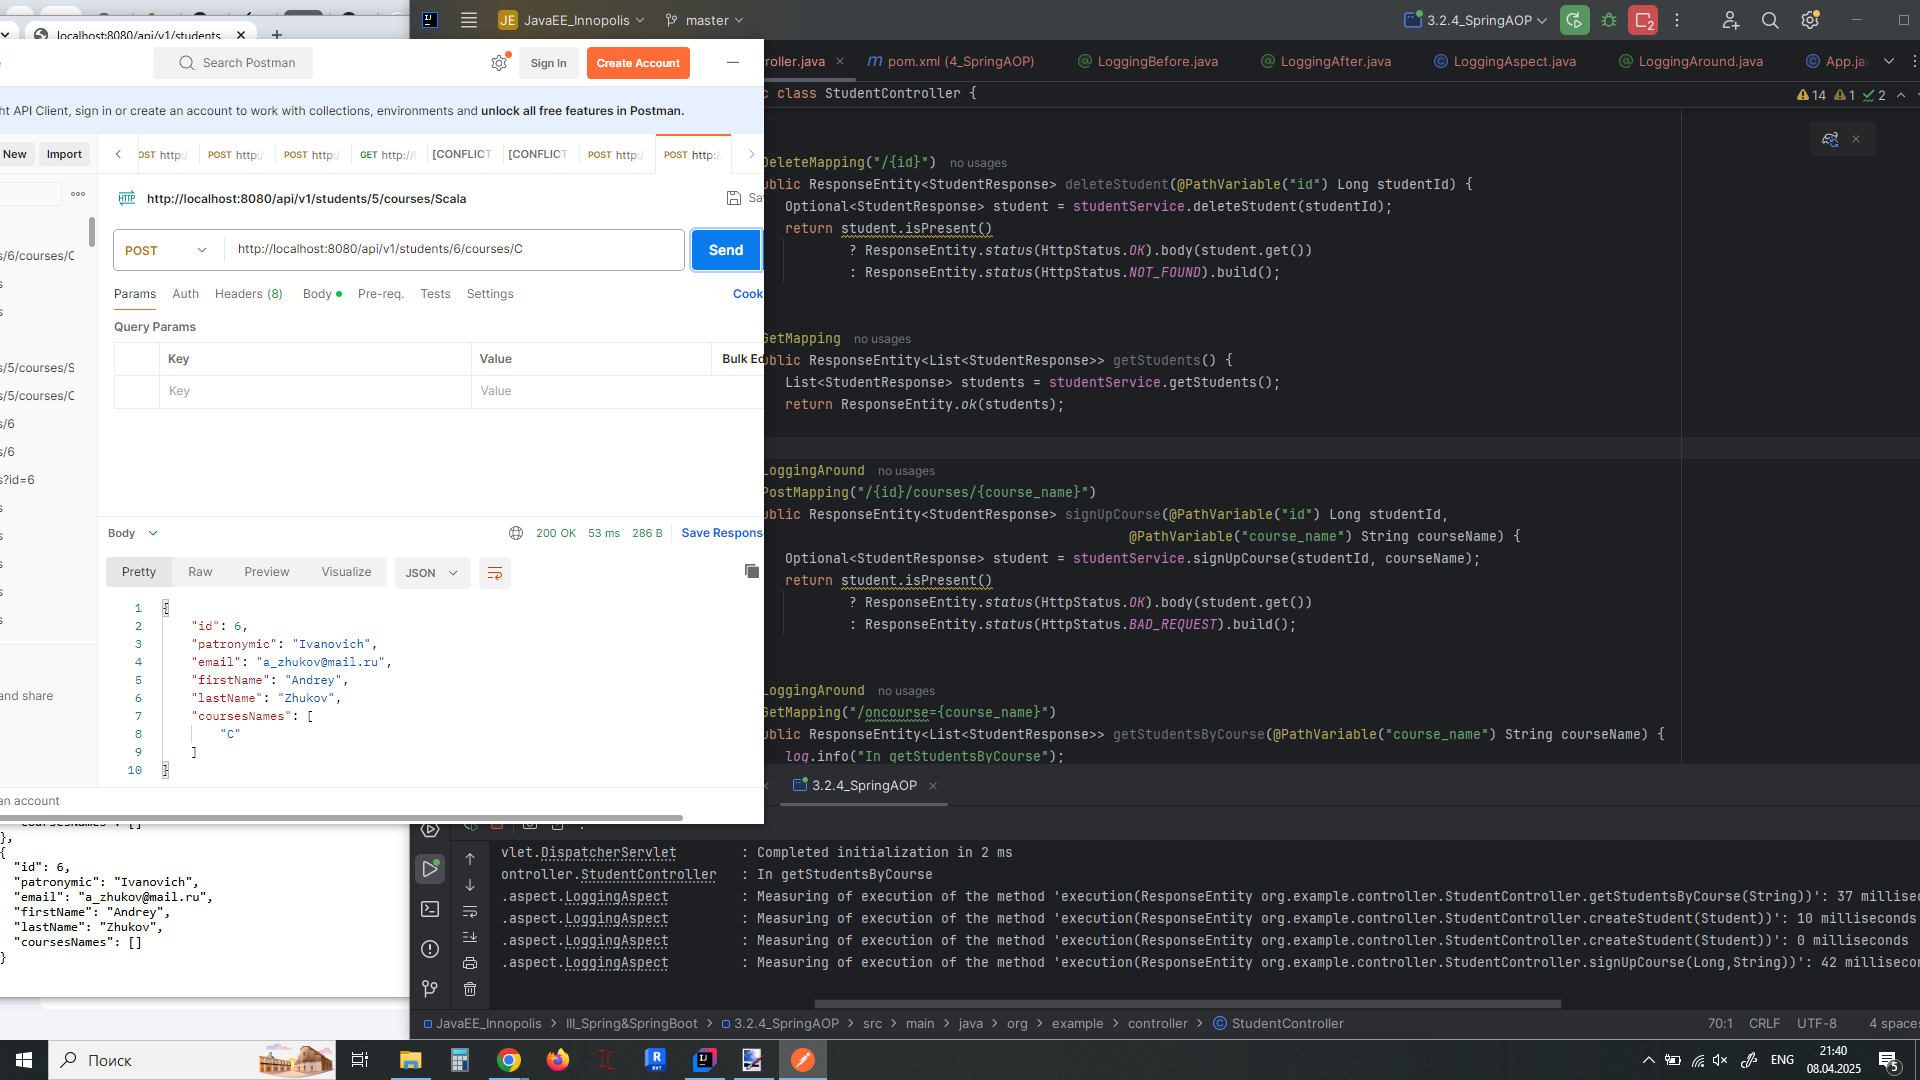 localhost:8080/api/v1/students
JE JavaEE_Innopolis
master
3.2.4_SpringAOP
2
Search Postman
Sign In
Create Account
ht API Client, sign in or create an account to work with collections, environments and unlock all free features in Postman.
New
Import
OST http:/
POST http:/
POST http:/
GET http://
[CONFLICT
[CONFLICT
POST http:/
POST http:/
HTTP
http://localhost:8080/api/v1/students/5/courses/Scala
Sa
POST
http://localhost:8080/api/v1/students/6/courses/C
Send
Params
Auth
Headers (8)
Body
Pre-req.
Tests
Settings
Cook
Query Params
Key
Value
Bulk Ed
Key
Value
s/6/courses/C
s
s
s/5/courses/S
s/5/courses/C
s/6
s/6
s?id=6
s
s
s
s
s
and share
an account
Body
200 OK
53 ms
286 B
Save Respons
Pretty
Raw
Preview
Visualize
JSON
1 {
2 "id": 6,
3 "patronymic": "Ivanovich",
4 "email": "a_zhukov@mail.ru",
5 "firstName": "Andrey",
6 "lastName": "Zhukov",
7 "coursesNames": [
8 "C"
9 ]
10 }
},
{
"id": 6,
"patronymic": "Ivanovich",
"email": "a_zhukov@mail.ru",
"firstName": "Andrey",
"lastName": "Zhukov",
"coursesNames": []
}
roller.java
m pom.xml (4_SpringAOP)
LoggingBefore.java
LoggingAfter.java
LoggingAspect.java
LoggingAround.java
App.ja
c class StudentController {
14
1
2
DeleteMapping("/{id}") no usages
ublic ResponseEntity<StudentResponse> deleteStudent(@PathVariable("id") Long studentId) {
Optional<StudentResponse> student = studentService.deleteStudent(studentId);
return student.isPresent()
? ResponseEntity.status(HttpStatus.OK).body(student.get())
: ResponseEntity.status(HttpStatus.NOT_FOUND).build();
GetMapping no usages
ublic ResponseEntity<List<StudentResponse>> getStudents() {
List<StudentResponse> students = studentService.getStudents();
return ResponseEntity.ok(students);
LoggingAround no usages
PostMapping("/{id}/courses/{course_name}")
ublic ResponseEntity<StudentResponse> signUpCourse(@PathVariable("id") Long studentId,
@PathVariable("course_name") String courseName) {
Optional<StudentResponse> student = studentService.signUpCourse(studentId, courseName);
return student.isPresent()
? ResponseEntity.status(HttpStatus.OK).body(student.get())
: ResponseEntity.status(HttpStatus.BAD_REQUEST).build();
LoggingAround no usages
GetMapping("/oncourse={course_name}")
ublic ResponseEntity<List<StudentResponse>> getStudentsByCourse(@PathVariable("course_name") String courseName) {
log.info("In getStudentsByCourse");
3.2.4_SpringAOP
vlet.DispatcherServlet : Completed initialization in 2 ms
ontroller.StudentController : In getStudentsByCourse
.aspect.LoggingAspect : Measuring of execution of the method 'execution(ResponseEntity org.example.controller.StudentController.getStudentsByCourse(String))': 37 millisec
.aspect.LoggingAspect : Measuring of execution of the method 'execution(ResponseEntity org.example.controller.StudentController.createStudent(Student))': 10 milliseconds
.aspect.LoggingAspect : Measuring of execution of the method 'execution(ResponseEntity org.example.controller.StudentController.createStudent(Student))': 0 milliseconds
.aspect.LoggingAspect : Measuring of execution of the method 'execution(ResponseEntity org.example.controller.StudentController.signUpCourse(Long,String))': 42 milliseco
JavaEE_Innopolis > III_Spring&SpringBoot > 3.2.4_SpringAOP > src > main > java > org > example > controller > StudentController
70:1
CRLF
UTF-8
4 spaces
Поиск
ENG
21:40
08.04.2025
5